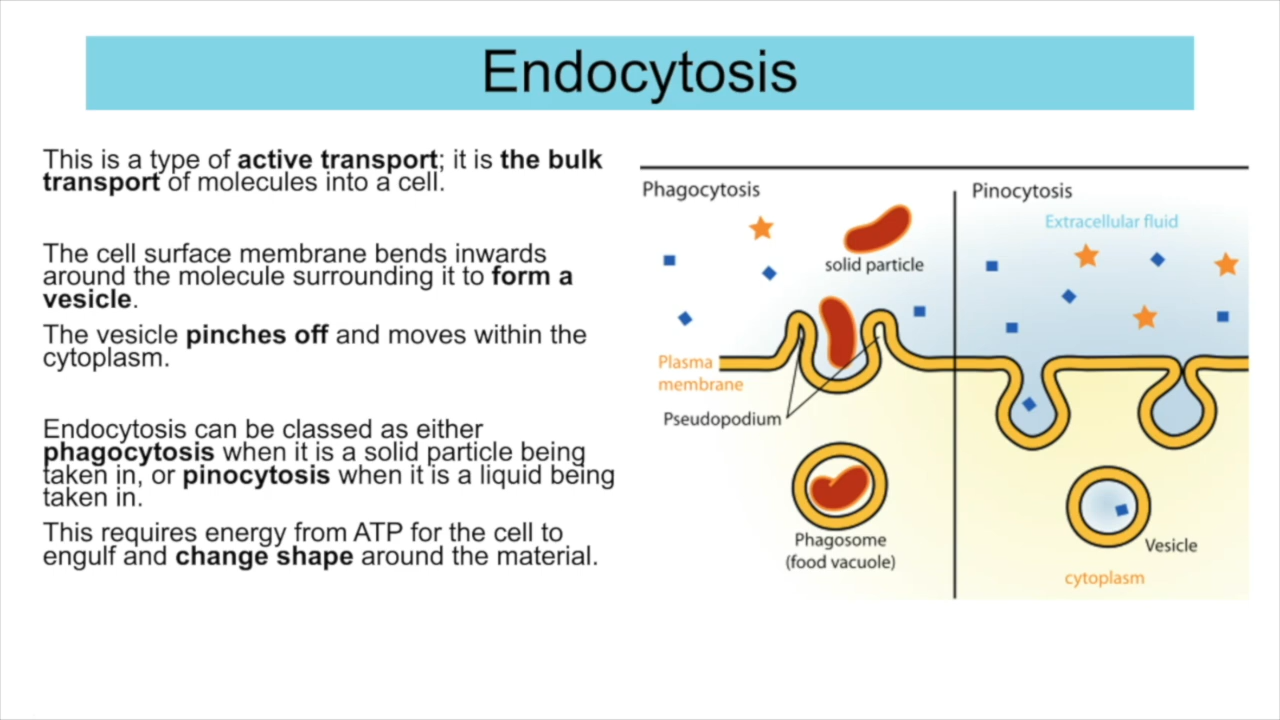 Endocytosis
This is a type of active transport; it is the bulk
transport of molecules into a cell.
The cell surface membrane bends inwards
around the molecule surrounding it to form a
vesicle.
The vesicle pinches off and moves within the
cytoplasm.
Endocytosis can be classed as either
phagocytosis when it is a solid particle being
taken in, or pinocytosis when it is a liquid being
taken in.
This requires energy from ATP for the cell to
engulf and change shape around the material.
Phagocytosis
solid particle
Plasma
membrane
Pseudopodium
Phagosome
(food vacuole)
Pinocytosis
Extracellular fluid
Vesicle
cytoplasm